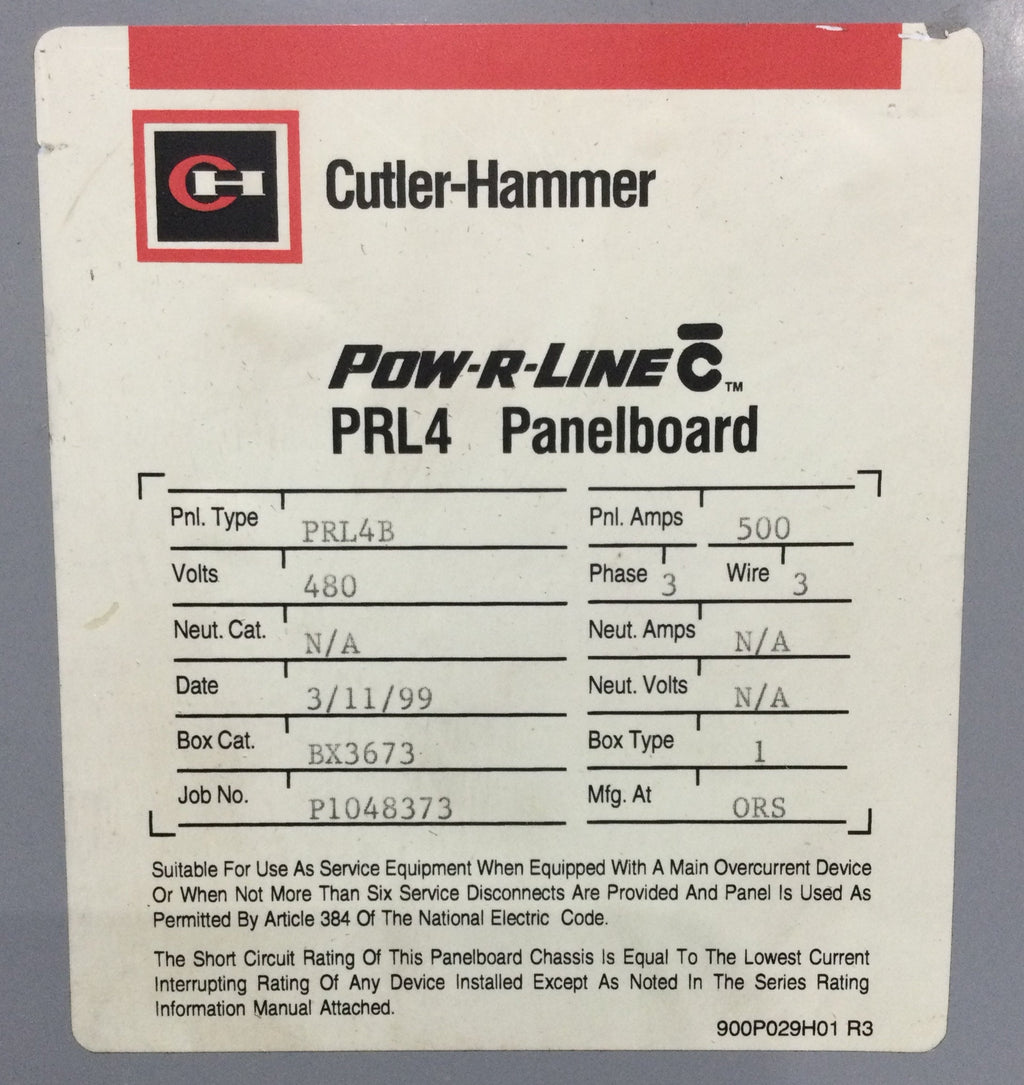 CH Cutler-Hammer
POW-R-LINE C™
PRL4 Panelboard
Pnl. Type PRL4B Pnl. Amps 500
Volts 480 Phase 3 Wire 3
Neut. Cat. N/A Neut. Amps N/A
Date 3/11/99 Neut. Volts N/A
Box Cat. BX3673 Box Type 1
Job No. P1048373 Mfg. At ORS
Suitable For Use As Service Equipment When Equipped With A Main Overcurrent Device
Or When Not More Than Six Service Disconnects Are Provided And Panel Is Used As
Permitted By Article 384 Of The National Electric Code.
The Short Circuit Rating Of This Panelboard Chassis Is Equal To The Lowest Current
Interrupting Rating Of Any Device Installed Except As Noted In The Series Rating
Information Manual Attached.
900P029H01 R3